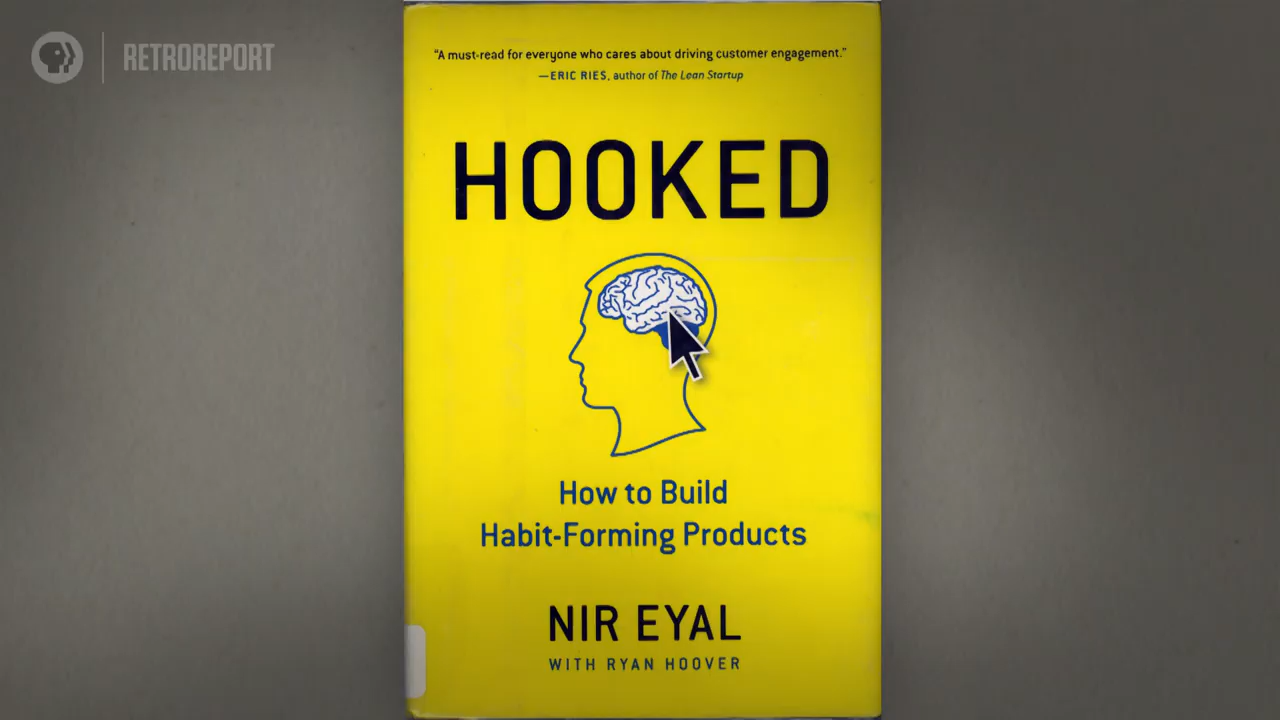 RETROREPORT
“A must-read for everyone who cares about driving customer engagement.”
—ERIC RIES, author of The Lean Startup
HOOKED
How to Build
Habit-Forming Products
NIR EYAL
WITH RYAN HOOVER